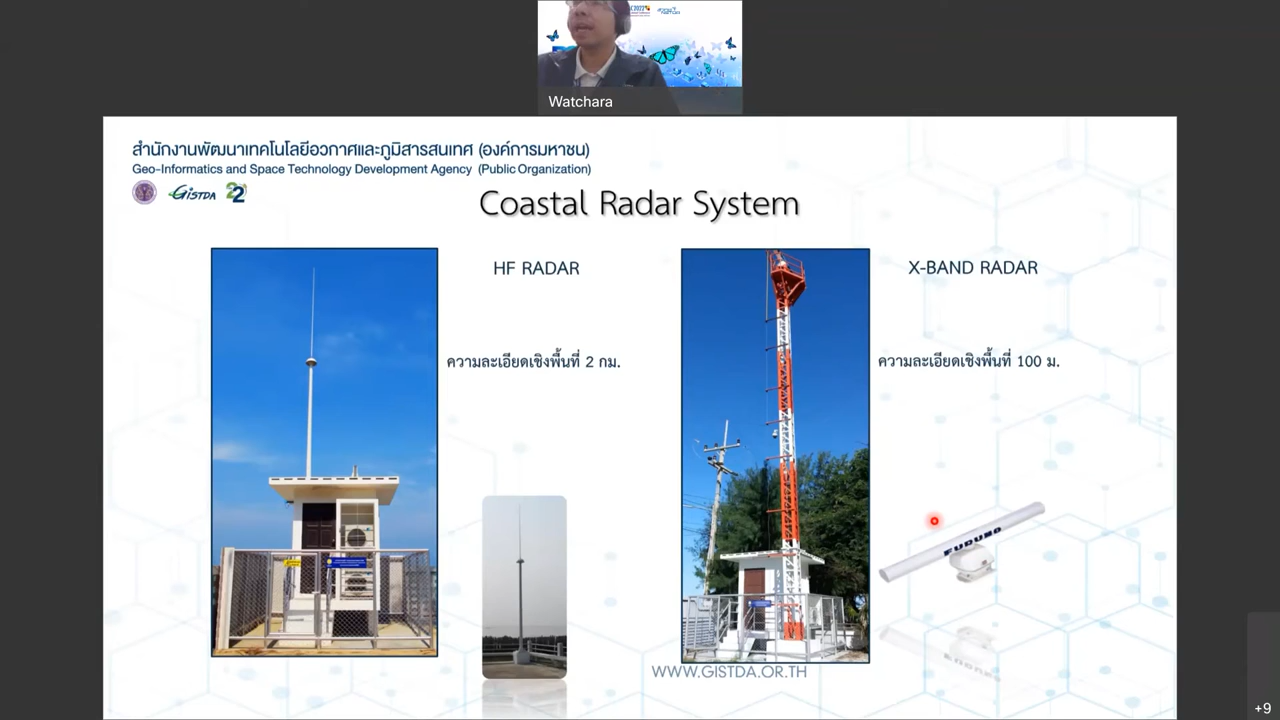 Watchara
สำนักงานพัฒนาเทคโนโลยีอวกาศและภูมิสารสนเทศ (องค์การมหาชน)
Geo-Informatics and Space Technology Development Agency (Public Organization)
GISTDA 22
Coastal Radar System
HF RADAR
X-BAND RADAR
ความละเอียดเชิงพื้นที่ 2 กม.
ความละเอียดเชิงพื้นที่ 100 ม.
FURUNO
WWW.GISTDA.OR.TH
+9